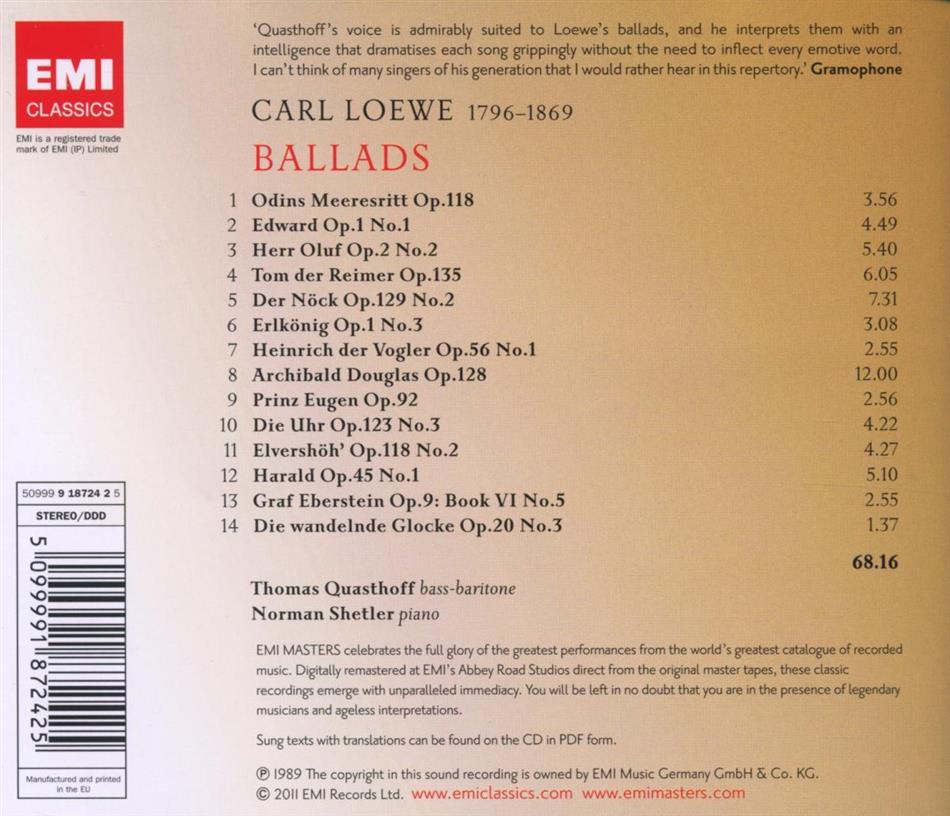 EMI
CLASSICS
EMI is a registered trade
mark of EMI (IP) Limited
‘Quasthoff’s voice is admirably suited to Loewe’s ballads, and he interprets them with an
intelligence that dramatises each song grippingly without the need to inflect every emotive word.
I can’t think of many singers of his generation that I would rather hear in this repertory.’ Gramophone
CARL LOEWE 1796–1869
BALLADS
1 Odins Meeresritt Op.118 3.56
2 Edward Op.1 No.1 4.49
3 Herr Oluf Op.2 No.2 5.40
4 Tom der Reimer Op.135 6.05
5 Der Nöck Op.129 No.2 7.31
6 Erlkönig Op.1 No.3 3.08
7 Heinrich der Vogler Op.56 No.1 2.55
8 Archibald Douglas Op.128 12.00
9 Prinz Eugen Op.92 2.56
10 Die Uhr Op.123 No.3 4.22
11 Elvershöh’ Op.118 No.2 4.27
12 Harald Op.45 No.1 5.10
13 Graf Eberstein Op.9: Book VI No.5 2.55
14 Die wandelnde Glocke Op.20 No.3 1.37
68.16
Thomas Quasthoff bass-baritone
Norman Shetler piano
EMI MASTERS celebrates the full glory of the greatest performances from the world’s greatest catalogue of recorded
music. Digitally remastered at EMI’s Abbey Road Studios direct from the original master tapes, these classic
recordings emerge with unparalleled immediacy. You will be left in no doubt that you are in the presence of legendary
musicians and ageless interpretations.
Sung texts with translations can be found on the CD in PDF form.
℗ 1989 The copyright in this sound recording is owned by EMI Music Germany GmbH & Co. KG.
© 2011 EMI Records Ltd. www.emiclassics.com www.emimasters.com
50999 9 18724 2 5
STEREO/DDD
5 099991 872425
Manufactured and printed
in the EU